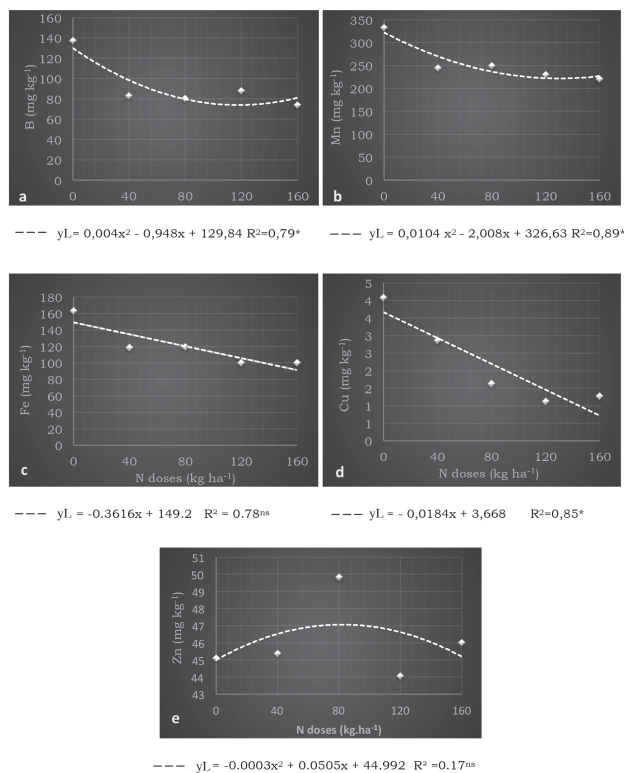 160
140
120
100
80
60
40
20
0
B (mg kg-1)
a
0 40 80 120 160
yL= 0,004x² - 0,948x + 129,84 R²=0,79*
350
300
250
200
150
100
50
0
Mn (mg kg-1)
b
0 40 80 120 160
yL = 0,0104 x² - 2,008x + 326,63 R²=0,89*
180
160
140
120
100
80
60
40
20
0
Fe (mg kg-1)
c
0 40 80 120 160
N doses (kg ha-1)
yL = -0.3616x + 149.2 R² = 0.78ns
5
4
4
3
3
2
2
1
1
0
Cu (mg kg-1)
d
0 40 80 120 160
N doses (kg ha-1)
yL = - 0,0184x + 3,668 R²=0,85*
51
50
49
48
47
46
45
44
43
Zn (mg kg-1)
e
0 40 80 120 160
N doses (kg.ha-1)
yL = -0.0003x² + 0.0505x + 44.992 R² =0.17ns